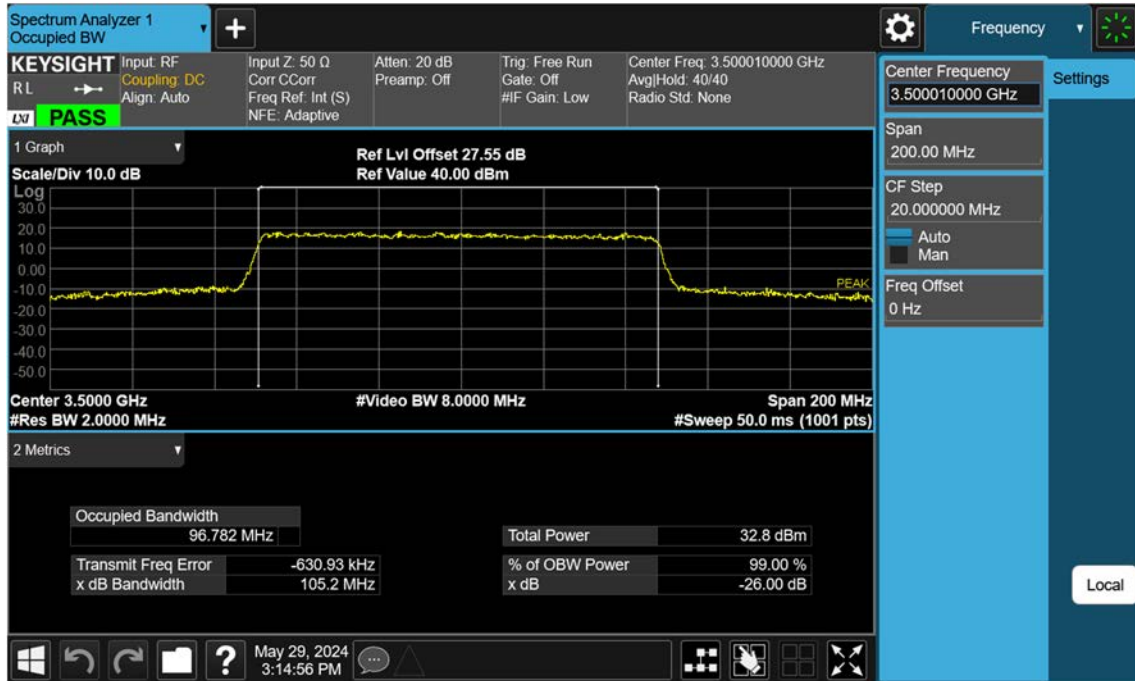 Spectrum Analyzer 1
Occupied BW
+
Frequency
KEYSIGHT
RL
LXI PASS
Input: RF
Coupling: DC
Align: Auto
Input Z: 50 Ω
Corr CCorr
Freq Ref: Int (S)
NFE: Adaptive
Atten: 20 dB
Preamp: Off
Trig: Free Run
Gate: Off
#IF Gain: Low
Center Freq: 3.500010000 GHz
Avg|Hold: 40/40
Radio Std: None
Center Frequency
3.500010000 GHz
Settings
Span
200.00 MHz
CF Step
20.000000 MHz
Auto
Man
Freq Offset
0 Hz
Local
1 Graph
Scale/Div 10.0 dB
Ref Lvl Offset 27.55 dB
Ref Value 40.00 dBm
Log
30.0
20.0
10.0
0.00
-10.0
-20.0
-30.0
-40.0
-50.0
PEAK
Center 3.5000 GHz
#Video BW 8.0000 MHz
Span 200 MHz
#Res BW 2.0000 MHz
#Sweep 50.0 ms (1001 pts)
2 Metrics
Occupied Bandwidth
96.782 MHz
Total Power 32.8 dBm
Transmit Freq Error -630.93 kHz
% of OBW Power 99.00 %
x dB Bandwidth 105.2 MHz
x dB -26.00 dB
?
May 29, 2024
3:14:56 PM